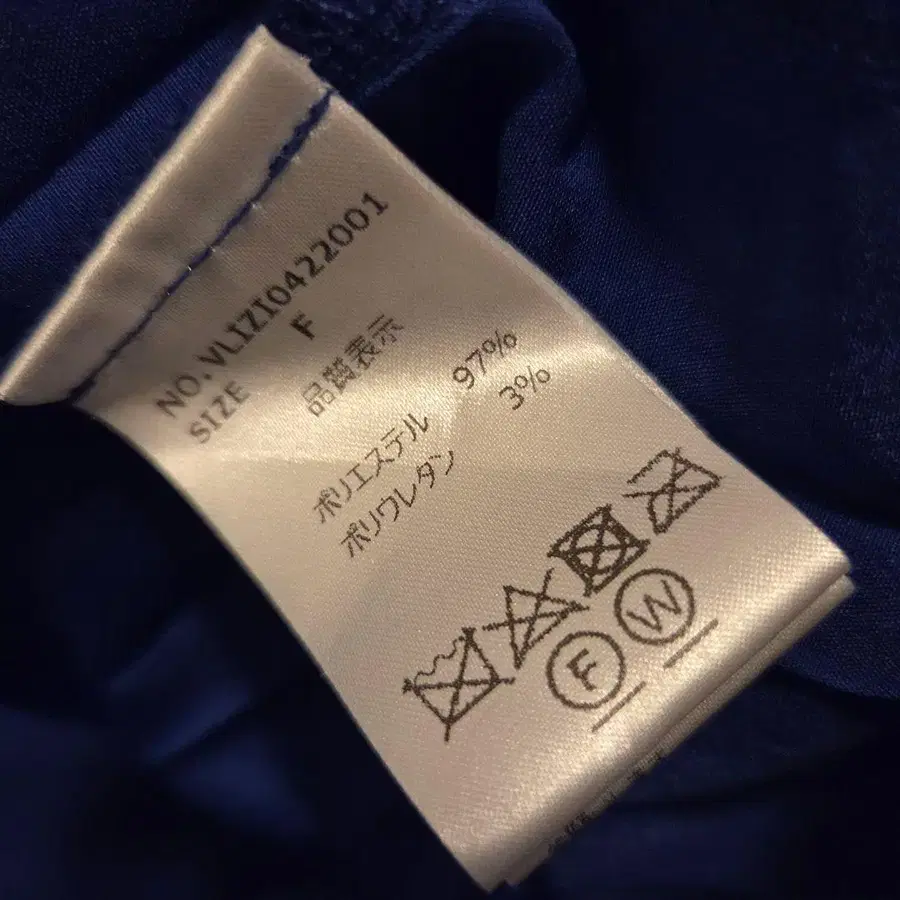 NO.VLIZI0422001
SIZE F
品質表示
ポリエステル 97%
ポリウレタン 3%
F W